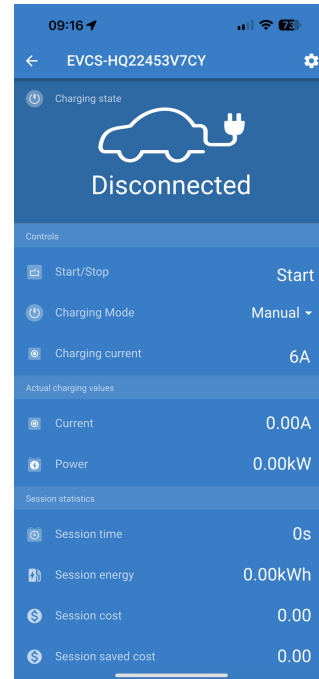 09:16
73
EVCS-HQ22453V7CY
Charging state
Disconnected
Controls
Start/Stop Start
Charging Mode Manual
Charging current 6A
Actual charging values
Current 0.00A
Power 0.00kW
Session statistics
Session time 0s
Session energy 0.00kWh
Session cost 0.00
Session saved cost 0.00